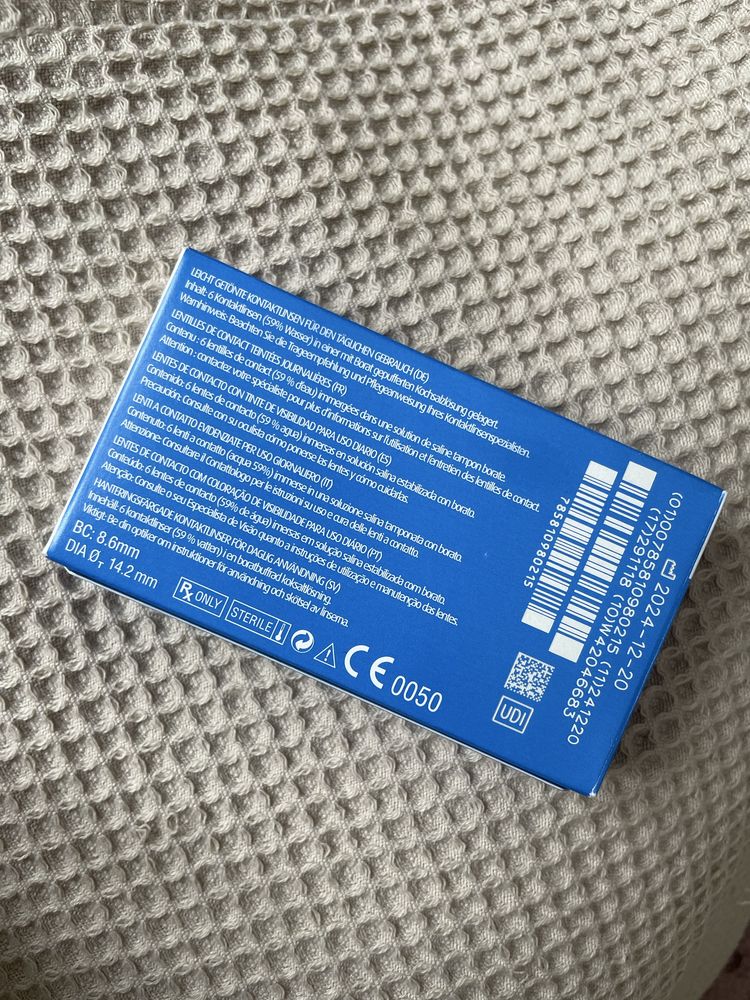 LEICHT GETÖNTE KONTAKTLINSEN FÜR DEN TÄGLICHEN GEBRAUCH (DE)
Inhalt: 6 Kontaktlinsen (59% Wasser) in einer mit Borat gepufferten Kochsalzlösung gelagert.
Warnhinweis: Beachten Sie die Trageempfehlung und Pflegeanweisung Ihres Kontaktlinsenspezialisten.
LENTILLES DE CONTACT TEINTÉES JOURNALIÈRES (FR)
Contenu : 6 lentilles de contact (59 % d'eau) immergées dans une solution de saline tampon borate.
Attention : contactez votre spécialiste pour plus d'informations sur l'utilisation et l'entretien des lentilles de contact.
LENTES DE CONTACTO CON TINTE DE VISIBILIDAD PARA USO DIARIO (ES)
Contenido: 6 lentes de contacto (59 % agua) inmersas en solución salina estabilizada con borato.
Precaución: Consulte con su oculista cómo ponerse las lentes y cómo cuidarlas.
LENTI A CONTATTO EVIDENZIATE PER USO GIORNALIERO (IT)
Contenuto: 6 lenti a contatto (acqua 59%) immerse in una soluzione salina tamponata con borato.
Attenzione: Consultare il contattologo per le istruzioni su uso e cura delle lenti a contatto.
LENTES DE CONTACTO COM COLORAÇÃO DE VISIBILIDADE PARA USO DIÁRIO (PT)
Conteúdo: 6 lentes de contacto (59% de água) imersas em solução salina estabilizada com borato.
Atenção: Consulte o seu Especialista de Visão quanto a instruções de utilização e manutenção das lentes.
HANTERINGSFÄRGADE KONTAKTLINSER FÖR DAGLIG ANVÄNDNING (SV)
Innehåll: 6 kontaktlinser (59 % vatten) i en boratbuffrad koksaltlösning.
Viktigt: Be din optiker om instruktioner för användning och skötsel av linserna.
BC: 8.6mm
DIA Ø T 14.2 mm
Rx ONLY
STERILE
CE 0050
UDI
785810980215
(01)00785810980215 (11)241220
(17)291118 (10)W42046683
2024-12-20